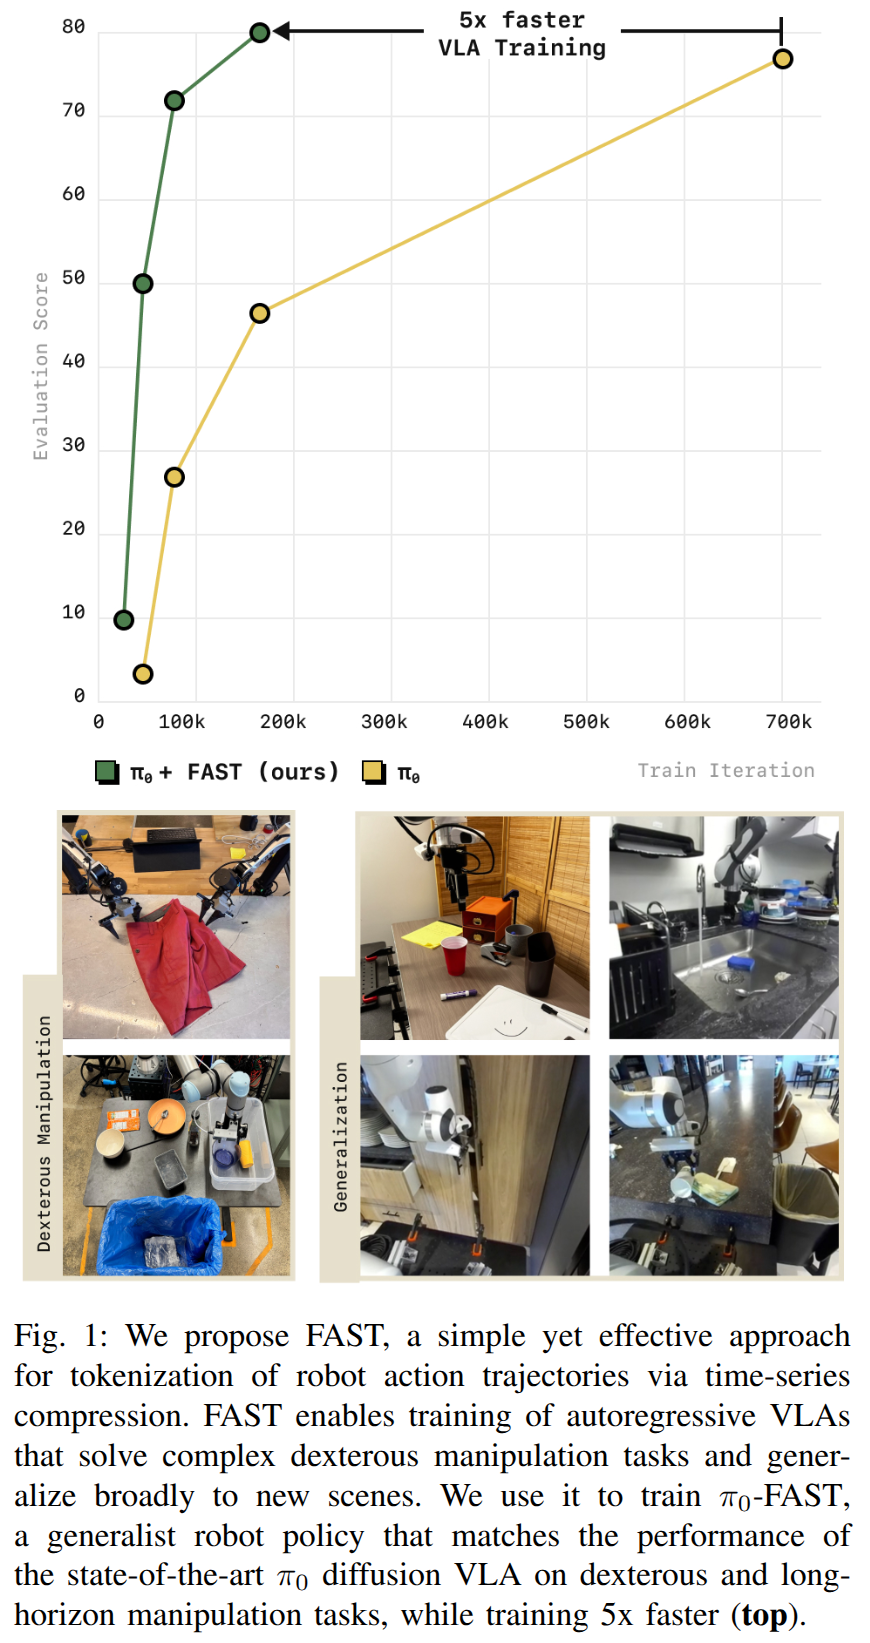 80
5x faster
VLA Training
70
60
50
40
30
20
10
0
Evaluation Score
0 100k 200k 300k 400k 500k 600k 700k
π₀ + FAST (ours) π₀
Train Iteration
Dexterous Manipulation
Generalization
Fig. 1: We propose FAST, a simple yet effective approach
for tokenization of robot action trajectories via time-series
compression. FAST enables training of autoregressive VLAs
that solve complex dexterous manipulation tasks and gener-
alize broadly to new scenes. We use it to train π₀-FAST,
a generalist robot policy that matches the performance of
the state-of-the-art π₀ diffusion VLA on dexterous and long-
horizon manipulation tasks, while training 5x faster (top).